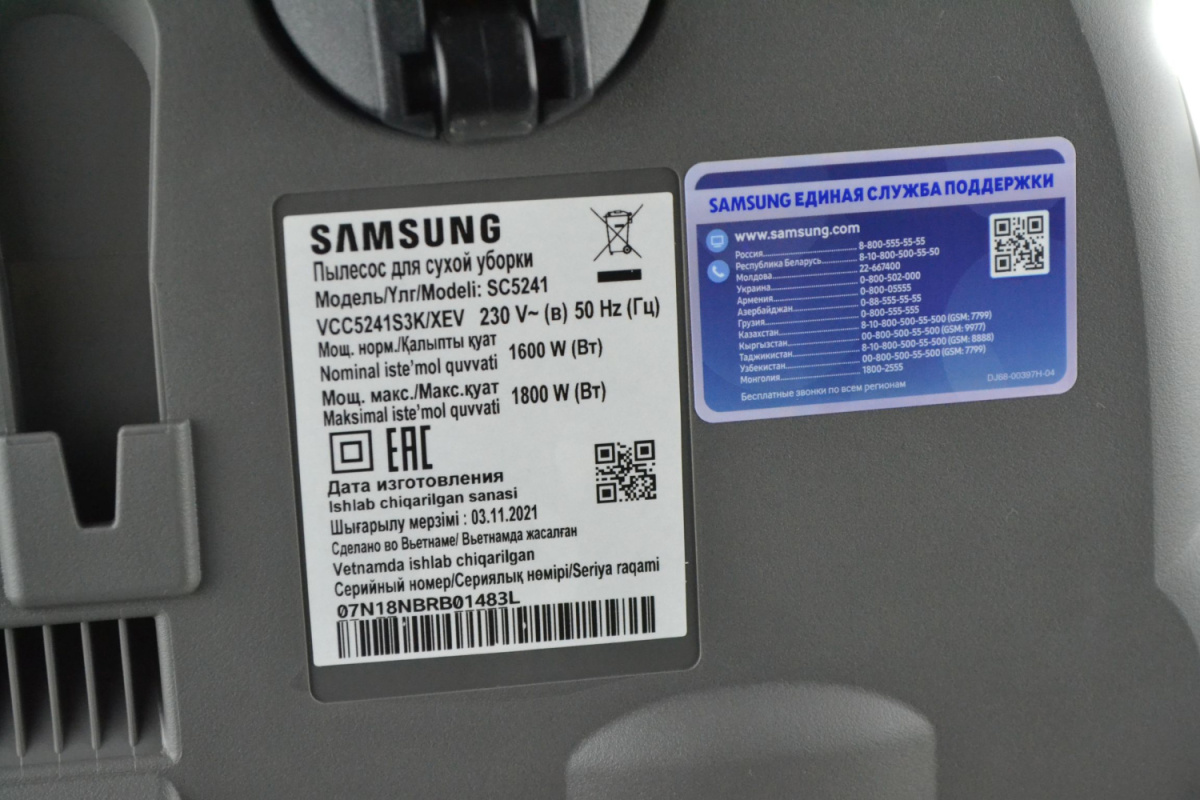 SAMSUNG
Пылесос для сухой уборки
Модель/Үлг/Modeli: SC5241
VCC5241S3K/XEV 230 V~ (в) 50 Hz (Гц)
Мощ. норм./Қалыпты қуат
Nominal iste'mol quvvati 1600 W (Вт)
Мощ. макс./Макс.қуат
Maksimal iste'mol quvvati 1800 W (Вт)
EAC
Дата изготовления
Ishlab chiqarilgan sanasi
Шығарылу мерзімі : 03.11.2021
Сделано во Вьетнаме/ Вьетнамда жасалған
Vetnamda ishlab chiqarilgan
Серийный номер/Сериялық нөмірі/Seriya raqami
07N18NBRB01483L
SAMSUNG ЕДИНАЯ СЛУЖБА ПОДДЕРЖКИ
www.samsung.com
Россия 8-800-555-55-55
Республика Беларусь 8-10-800-500-55-50
Молдова 22-667400
Украина 0-800-502-000
Армения 0-800-05555
Азербайджан 0-88-555-55-55
Грузия 0-800-555-555
Казахстан 8-10-800-500-55-500 (GSM: 7799)
Кыргызстан 00-800-500-55-500 (GSM: 9977)
Таджикистан 8-10-800-500-55-500 (GSM: 8888)
Узбекистан 00-800-500-55-500 (GSM: 7799)
Монголия 1800-2555
Бесплатные звонки по всем регионам
DJ68-00397H-04